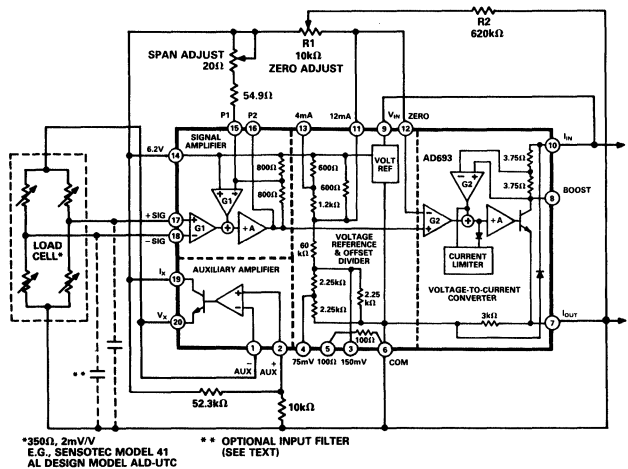 R2
620kΩ
R1
10kΩ
ZERO ADJUST
SPAN ADJUST
20Ω
54.9Ω
P1 P2 4mA 12mA VIN ZERO
15 16 13 11 9 12
6.2V 14
SIGNAL
AMPLIFIER
800Ω
800Ω
G1
600Ω
600Ω
1.2kΩ
VOLT
REF
AD693
3.75Ω
3.75Ω
G2
IIN
10
BOOST
8
+SIG 17
−SIG 18
G1 + +A
LOAD
CELL*
60
kΩ
VOLTAGE
REFERENCE
& OFFSET
DIVIDER
G2 + +A
CURRENT
LIMITER
VOLTAGE-TO-CURRENT
CONVERTER
AUXILIARY AMPLIFIER
IX
19
VX
20
2.25kΩ
2.25kΩ
2.25
kΩ
100Ω
3kΩ
IOUT
7
1 2 4 5 3 6
− AUX + AUX 75mV 100Ω 150mV COM
52.3kΩ
10kΩ
* *
*350Ω, 2mV/V
E.G., SENSOTEC MODEL 41
AL DESIGN MODEL ALD-UTC
* * OPTIONAL INPUT FILTER
(SEE TEXT)